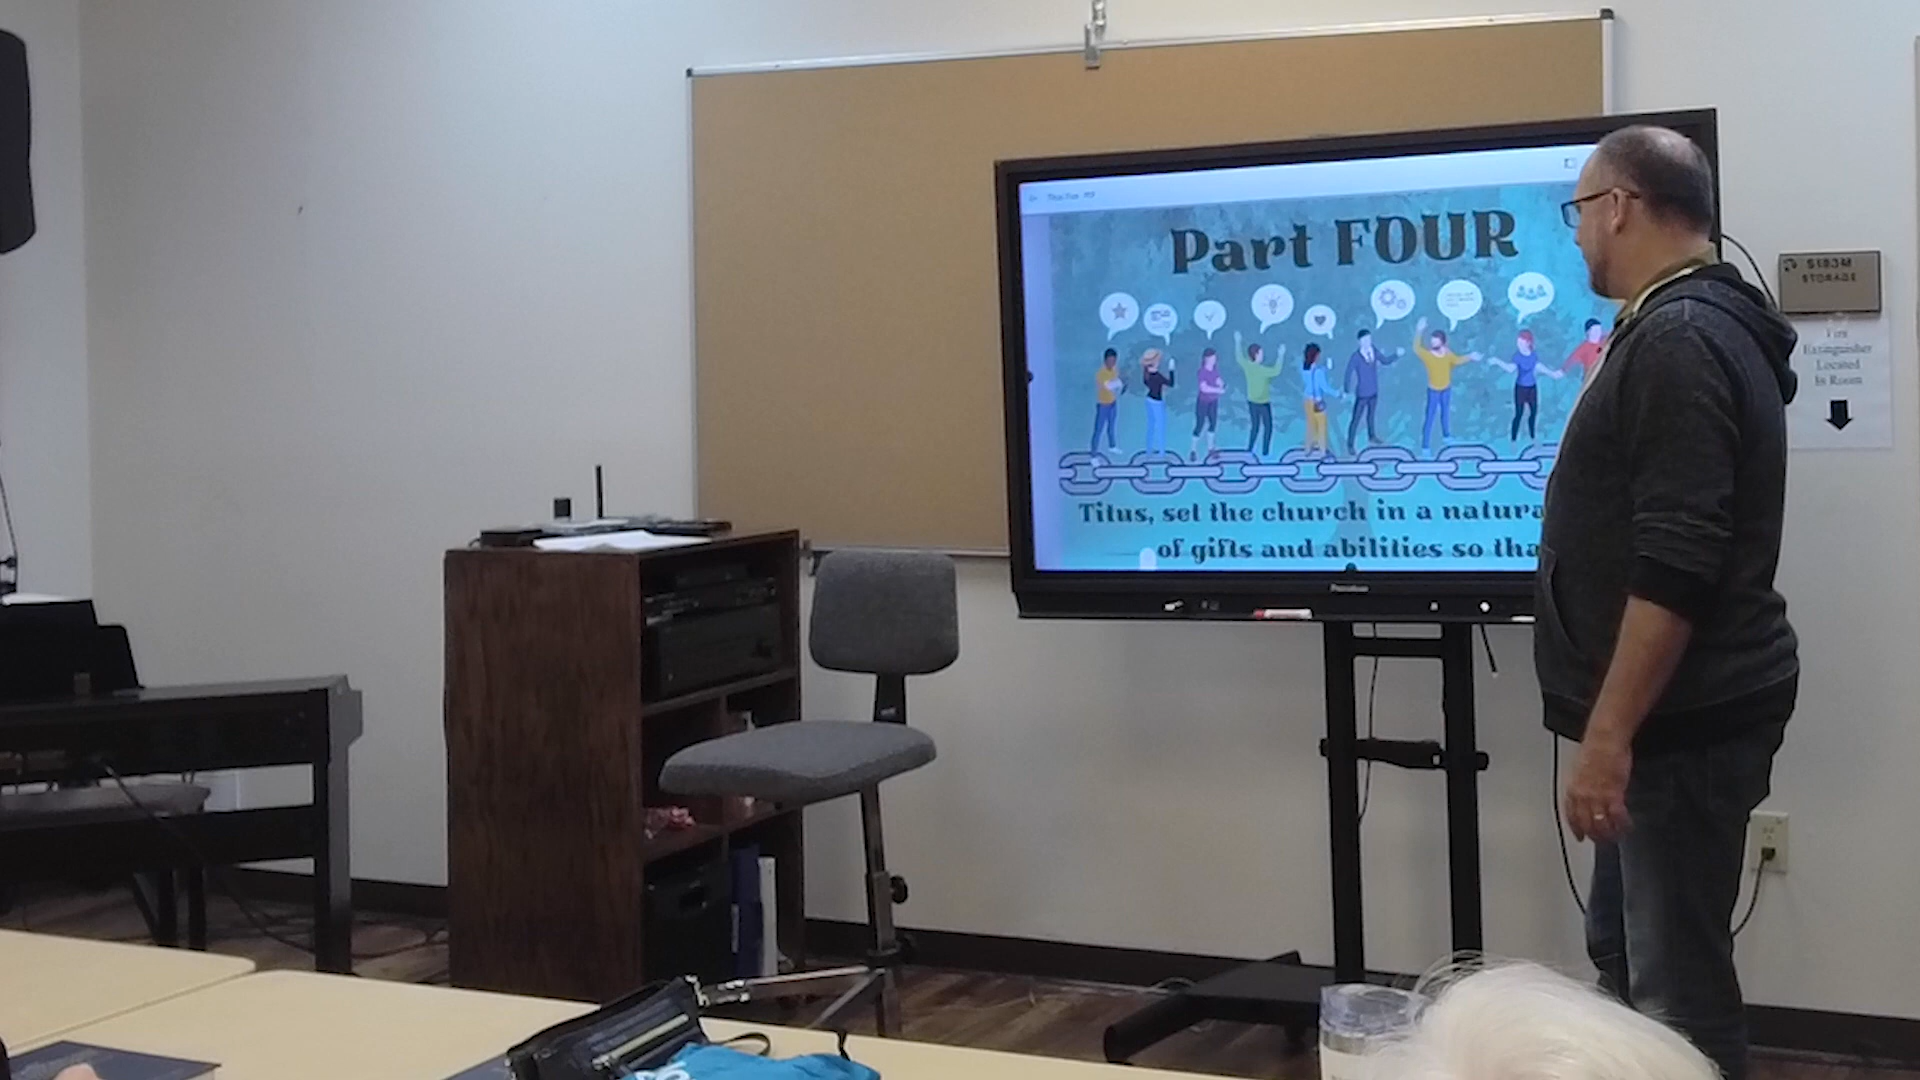 Part FOUR
Titus, set the church in a natura
of gifts and abilities so tha
S183M
STORAGE
Fire
Extinguisher
Located
In Room